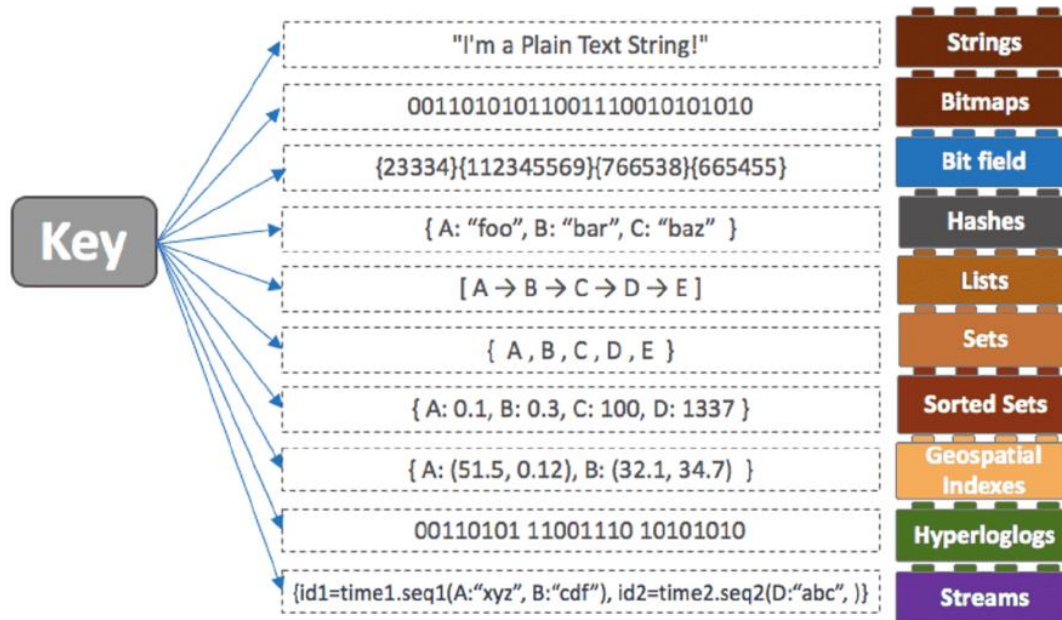 "I'm a Plain Text String!"
Strings
00110101011001110010101010
Bitmaps
{23334}{112345569}{766538}{665455}
Bit field
Key
{ A: “foo”, B: “bar”, C: “baz” }
Hashes
[ A → B → C → D → E ]
Lists
{ A , B , C , D , E }
Sets
{ A: 0.1, B: 0.3, C: 100, D: 1337 }
Sorted Sets
{ A: (51.5, 0.12), B: (32.1, 34.7) }
Geospatial
Indexes
00110101 11001110 10101010
Hyperloglogs
{id1=time1.seq1(A:“xyz”, B:“cdf”), id2=time2.seq2(D:“abc”, )}
Streams